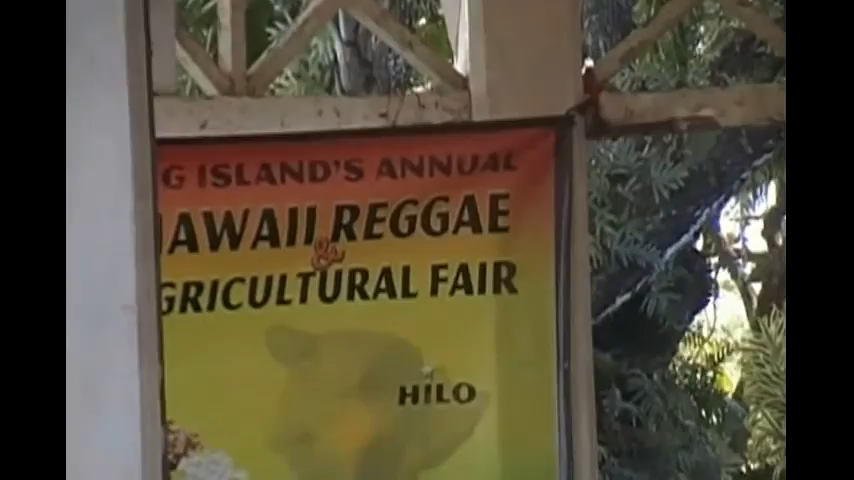 G ISLAND'S ANNUAL
AWAII REGGAE
&
GRICULTURAL FAIR
HILO